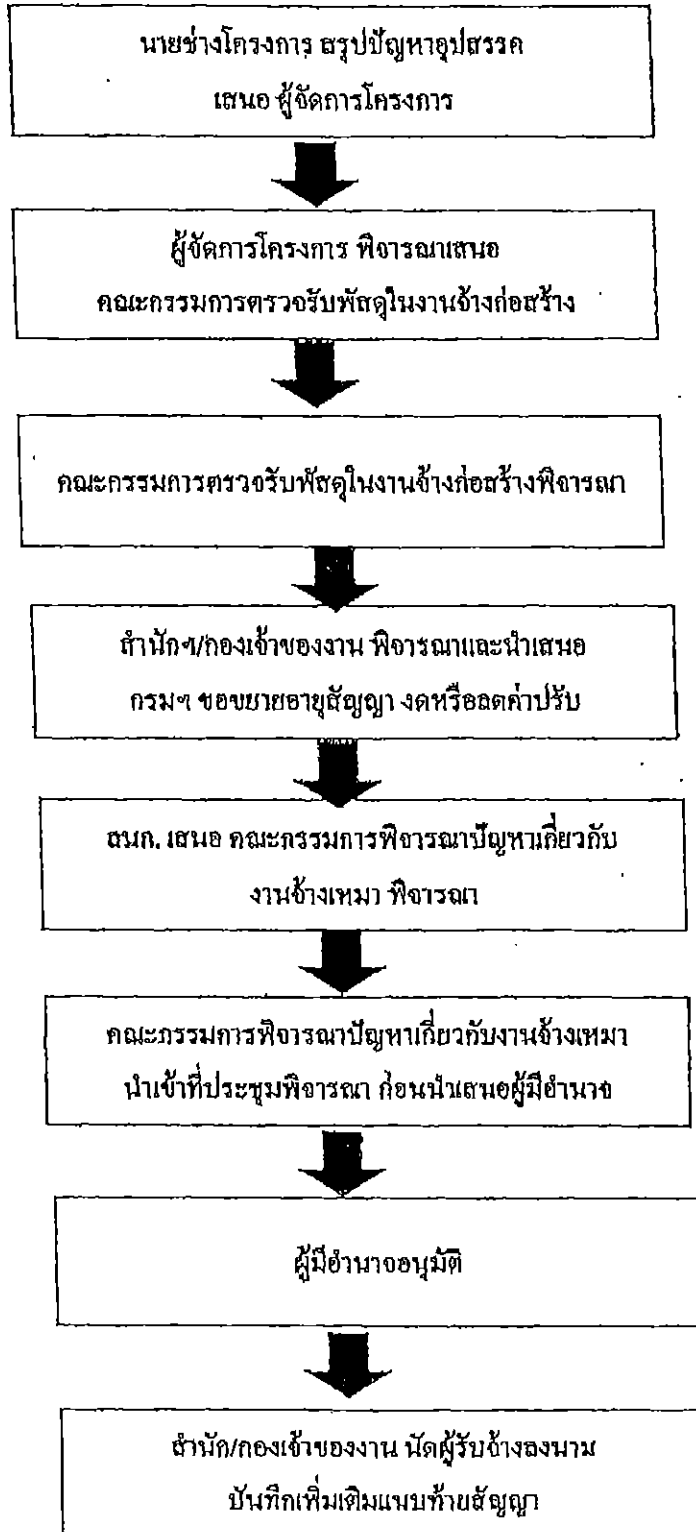 นายช่างโครงการ สรุปปัญหาอุปสรรค
เสนอ ผู้จัดการโครงการ
ผู้จัดการโครงการ พิจารณาเสนอ
คณะกรรมการตรวจรับพัสดุในงานจ้างก่อสร้าง
คณะกรรมการตรวจรับพัสดุในงานจ้างก่อสร้างพิจารณา
สำนักฯ/กองเจ้าของงาน พิจารณาและนำเสนอ
กรมฯ ขอขยายอายุสัญญา งดหรือลดค่าปรับ
สนก. เสนอ คณะกรรมการพิจารณาปัญหาเกี่ยวกับ
งานจ้างเหมา พิจารณา
คณะกรรมการพิจารณาปัญหาเกี่ยวกับงานจ้างเหมา
นำเข้าที่ประชุมพิจารณา ก่อนนำเสนอผู้มีอำนาจ
ผู้มีอำนาจอนุมัติ
สำนัก/กองเจ้าของงาน นัดผู้รับจ้างลงนาม
บันทึกเพิ่มเติมแนบท้ายสัญญา